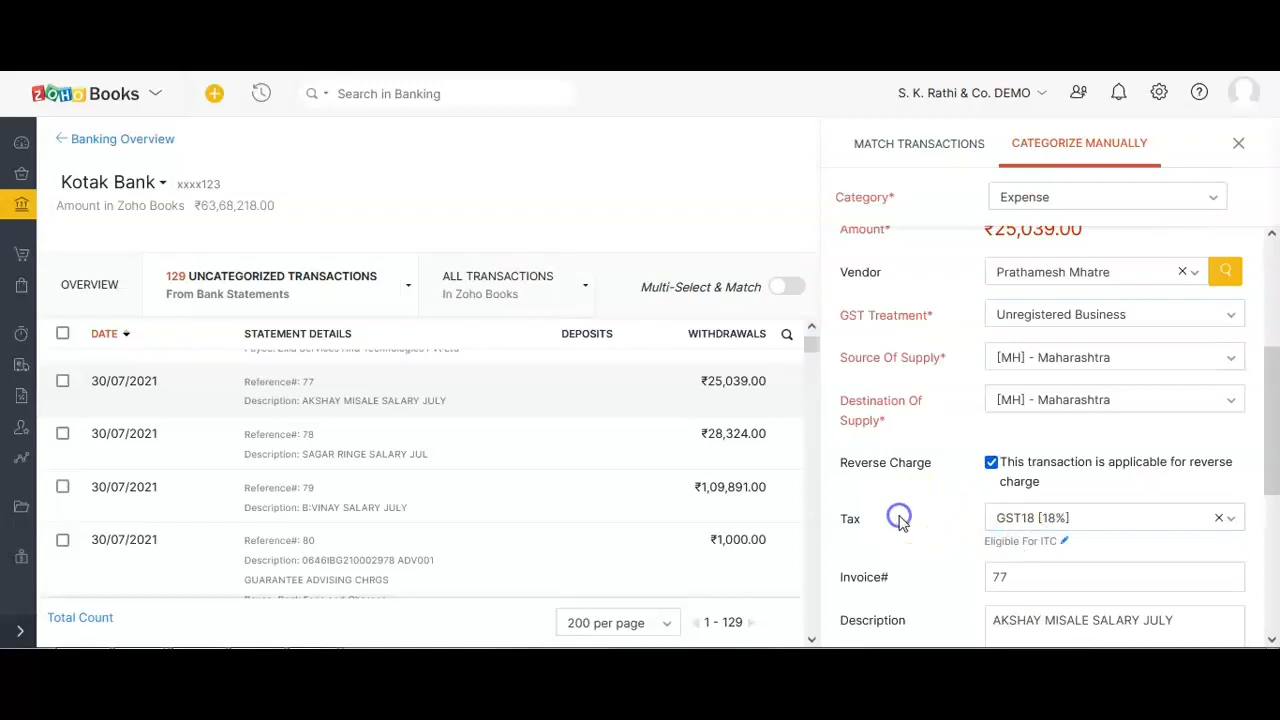 ZOHO Books
Search in Banking
S. K. Rathi & Co. DEMO
Banking Overview
Kotak Bank xxxx123
Amount in Zoho Books ₹63,68,218.00
OVERVIEW
129 UNCATEGORIZED TRANSACTIONS
From Bank Statements
ALL TRANSACTIONS
In Zoho Books
Multi-Select & Match
DATE STATEMENT DETAILS DEPOSITS WITHDRAWALS
30/07/2021 Reference#: 77 ₹25,039.00
Description: AKSHAY MISALE SALARY JULY
30/07/2021 Reference#: 78 ₹28,324.00
Description: SAGAR RINGE SALARY JUL
30/07/2021 Reference#: 79 ₹1,09,891.00
Description: B:VINAY SALARY JULY
30/07/2021 Reference#: 80 ₹1,000.00
Description: 0646IBG210002978 ADV001
GUARANTEE ADVISING CHRGS
Total Count
200 per page
1 - 129
MATCH TRANSACTIONS
CATEGORIZE MANUALLY
Category* Expense
Amount* ₹25,039.00
Vendor Prathamesh Mhatre
GST Treatment* Unregistered Business
Source Of Supply* [MH] - Maharashtra
Destination Of [MH] - Maharashtra
Supply*
Reverse Charge This transaction is applicable for reverse
charge
Tax GST18 [18%]
Eligible For ITC
Invoice# 77
Description AKSHAY MISALE SALARY JULY